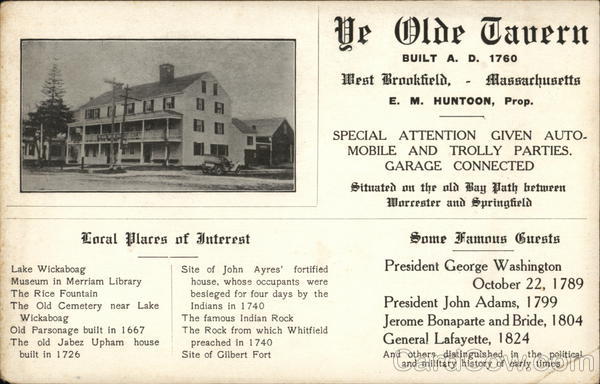 Ye Olde Tavern
BUILT A. D. 1760
West Brookfield, - Massachusetts
E. M. HUNTOON, Prop.
SPECIAL ATTENTION GIVEN AUTO-
MOBILE AND TROLLY PARTIES.
GARAGE CONNECTED
Situated on the old Bay Path between
Worcester and Springfield
Local Places of Interest
Lake Wickaboag
Museum in Merriam Library
The Rice Fountain
The Old Cemetery near Lake
Wickaboag
Old Parsonage built in 1667
The old Jabez Upham house
built in 1726
Site of John Ayres' fortified
house, whose occupants were
besieged for four days by the
Indians in 1740
The famous Indian Rock
The Rock from which Whitfield
preached in 1740
Site of Gilbert Fort
Some Famous Guests
President George Washington
October 22, 1789
President John Adams, 1799
Jerome Bonaparte and Bride, 1804
General Lafayette, 1824
And others distinguished in the political
and military history of early times
CardCow.com